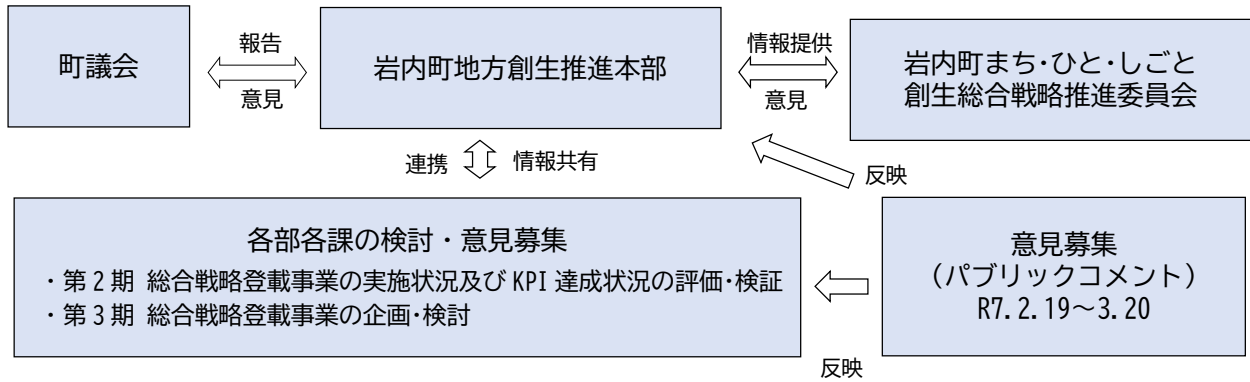 町議会
報告
意見
岩内町地方創生推進本部
情報提供
意見
岩内町まち・ひと・しごと
創生総合戦略推進委員会
連携
情報共有
反映
各部各課の検討・意見募集
・第2期 総合戦略登載事業の実施状況及び KPI 達成状況の評価・検証
・第3期 総合戦略登載事業の企画・検討
意見募集
（パブリックコメント）
R7.2.19～3.20
反映